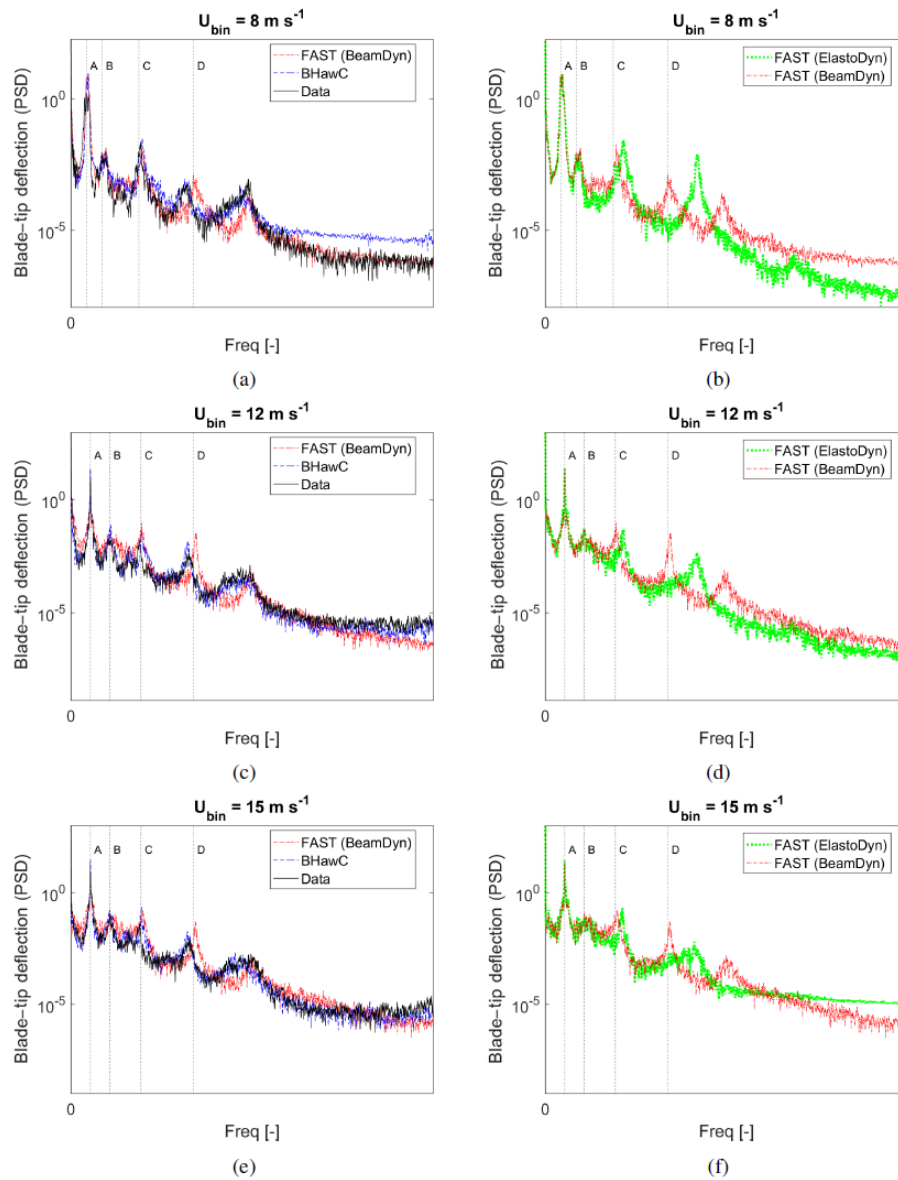 U_bin = 8 m s^-1
Blade-tip deflection (PSD)
10^0
10^-5
A B C D
FAST (BeamDyn)
BHawC
Data
0
Freq [-]
(a)
U_bin = 8 m s^-1
Blade-tip deflection (PSD)
10^0
10^-5
A B C D
FAST (ElastoDyn)
FAST (BeamDyn)
0
Freq [-]
(b)
U_bin = 12 m s^-1
Blade-tip deflection (PSD)
10^0
10^-5
A B C D
FAST (BeamDyn)
BHawC
Data
0
Freq [-]
(c)
U_bin = 12 m s^-1
Blade-tip deflection (PSD)
10^0
10^-5
A B C D
FAST (ElastoDyn)
FAST (BeamDyn)
0
Freq [-]
(d)
U_bin = 15 m s^-1
Blade-tip deflection (PSD)
10^0
10^-5
A B C D
FAST (BeamDyn)
BHawC
Data
0
Freq [-]
(e)
U_bin = 15 m s^-1
Blade-tip deflection (PSD)
10^0
10^-5
A B C D
FAST (ElastoDyn)
FAST (BeamDyn)
0
Freq [-]
(f)